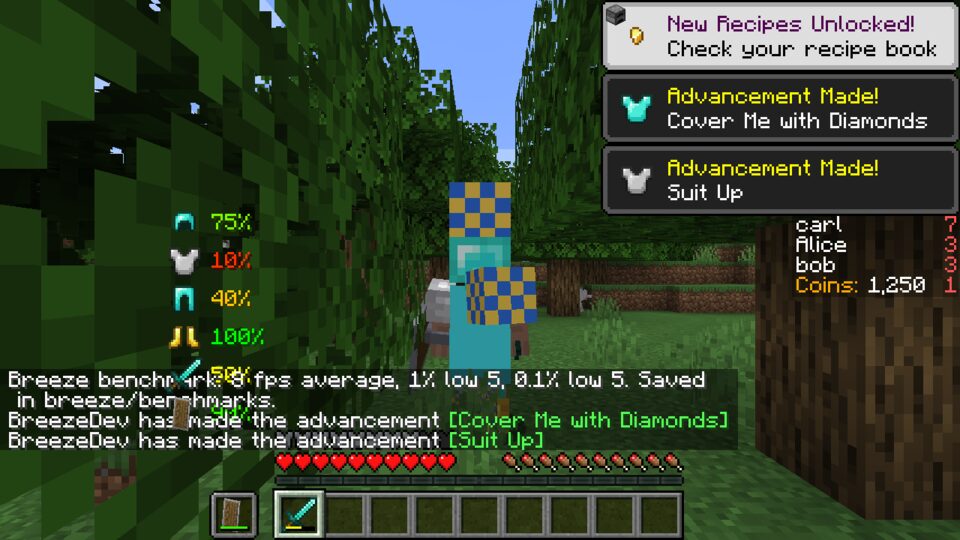 New Recipes Unlocked!
Check your recipe book
Advancement Made!
Cover Me with Diamonds
Advancement Made!
Suit Up
carl 7
Alice 3
bob 3
Coins: 1,250 1
75%
10%
40%
100%
50%
Breeze benchmark: 9 fps average, 1% low 5, 0.1% low 5. Saved
in breeze/benchmarks.
BreezeDev has made the advancement [Cover Me with Diamonds]
BreezeDev has made the advancement [Suit Up]